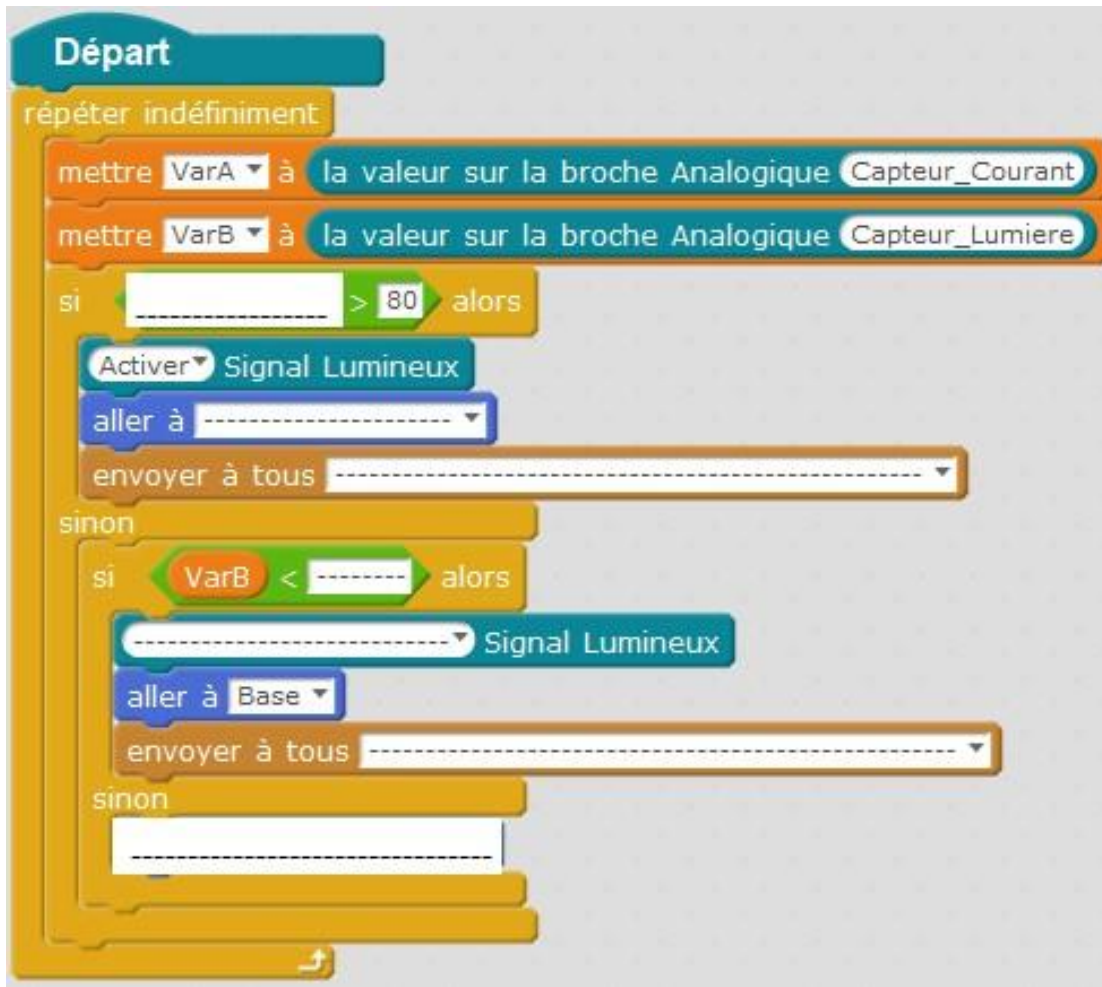 Départ
répéter indéfiniment
mettre VarA à la valeur sur la broche Analogique Capteur_Courant
mettre VarB à la valeur sur la broche Analogique Capteur_Lumiere
si _________________ > 80 alors
Activer Signal Lumineux
aller à ----------------------
envoyer à tous ----------------------------------------------------
sinon
si VarB < -------- alors
---------------------------- Signal Lumineux
aller à Base
envoyer à tous ----------------------------------------------------
sinon
________________________________